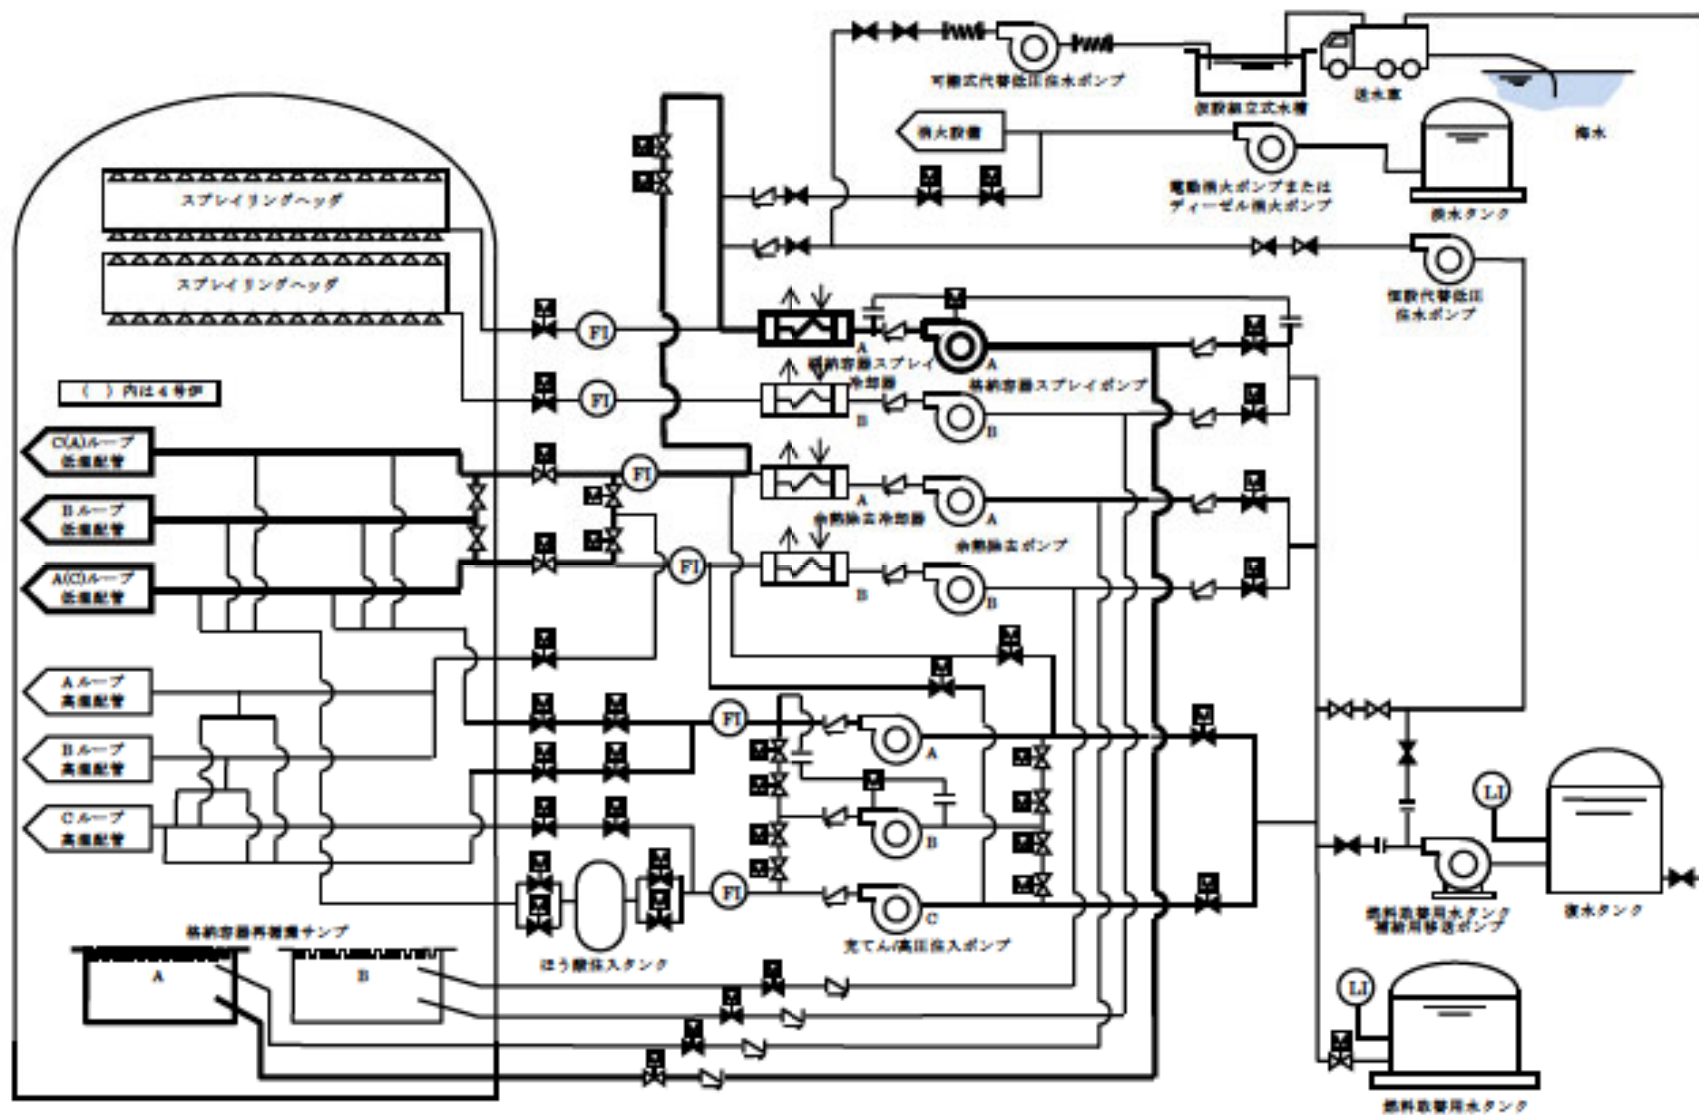 可搬式代替低圧注水ポンプ
仮設組立式水槽
送水車
海水
消火設備
電動消火ポンプまたは
ディーゼル消火ポンプ
淡水タンク
恒設代替低圧
注水ポンプ
スプレイリングヘッダ
スプレイリングヘッダ
M
M
M
M
M
M
M
FI
A
格納容器スプレイ
冷却器
A
格納容器スプレイポンプ
( )内は4号炉
M
FI
B
B
M
C(A)ループ
低温配管
M
FI
M
A
余熱除去冷却器
A
余熱除去ポンプ
M
Bループ
低温配管
M
M
FI
B
B
M
A(C)ループ
低温配管
M
M
M
Aループ
高温配管
M
M
FI
A
M
Bループ
高温配管
M
M
M
M
M
M
M
LI
Cループ
高温配管
M
M
M
M
B
M
M
M
M
M
FI
M
C
M
M
充てん/高圧注入ポンプ
ほう酸注入タンク
燃料取替用水タンク
補給用移送ポンプ
復水タンク
格納容器再循環サンプ
A
B
M
M
M
M
LI
M
燃料取替用水タンク